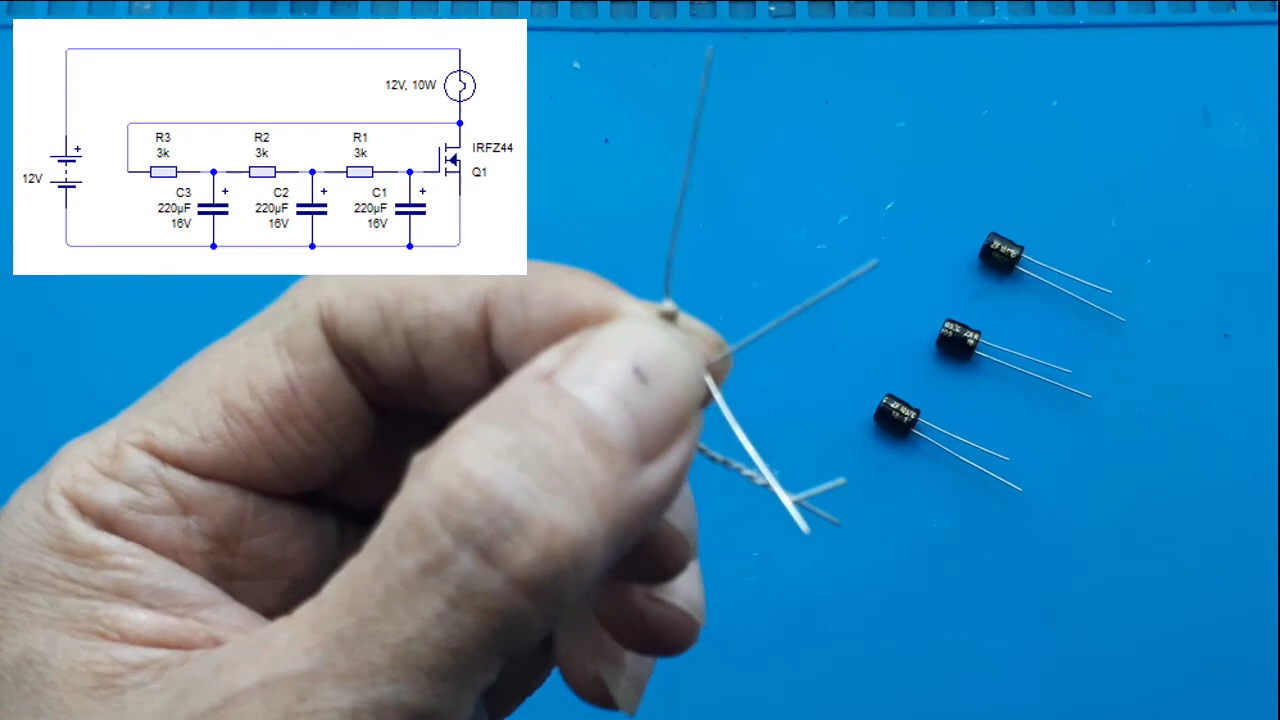 12V, 10W
R3
3k
R2
3k
R1
3k
IRFZ44
Q1
+
12V
C3
220µF
16V
+
C2
220µF
16V
+
C1
220µF
16V
+